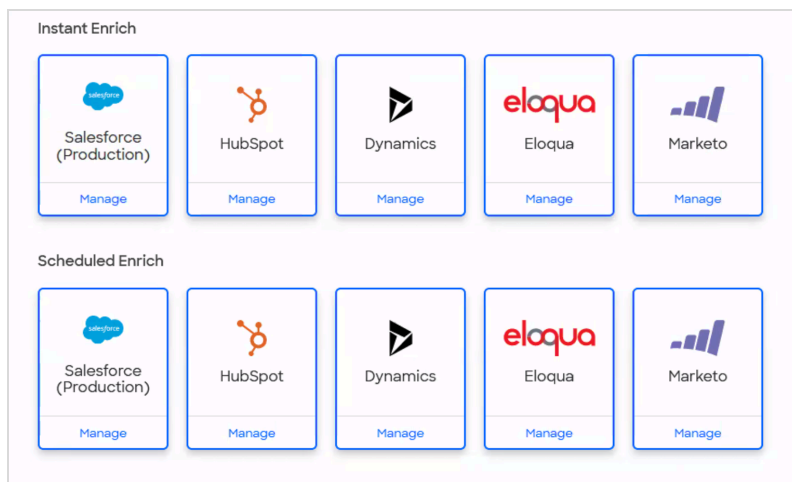 Instant Enrich
salesforce
eloqua
Salesforce
(Production)
HubSpot
Dynamics
Eloqua
Marketo
Manage
Manage
Manage
Manage
Manage
Scheduled Enrich
salesforce
eloqua
Salesforce
(Production)
HubSpot
Dynamics
Eloqua
Marketo
Manage
Manage
Manage
Manage
Manage